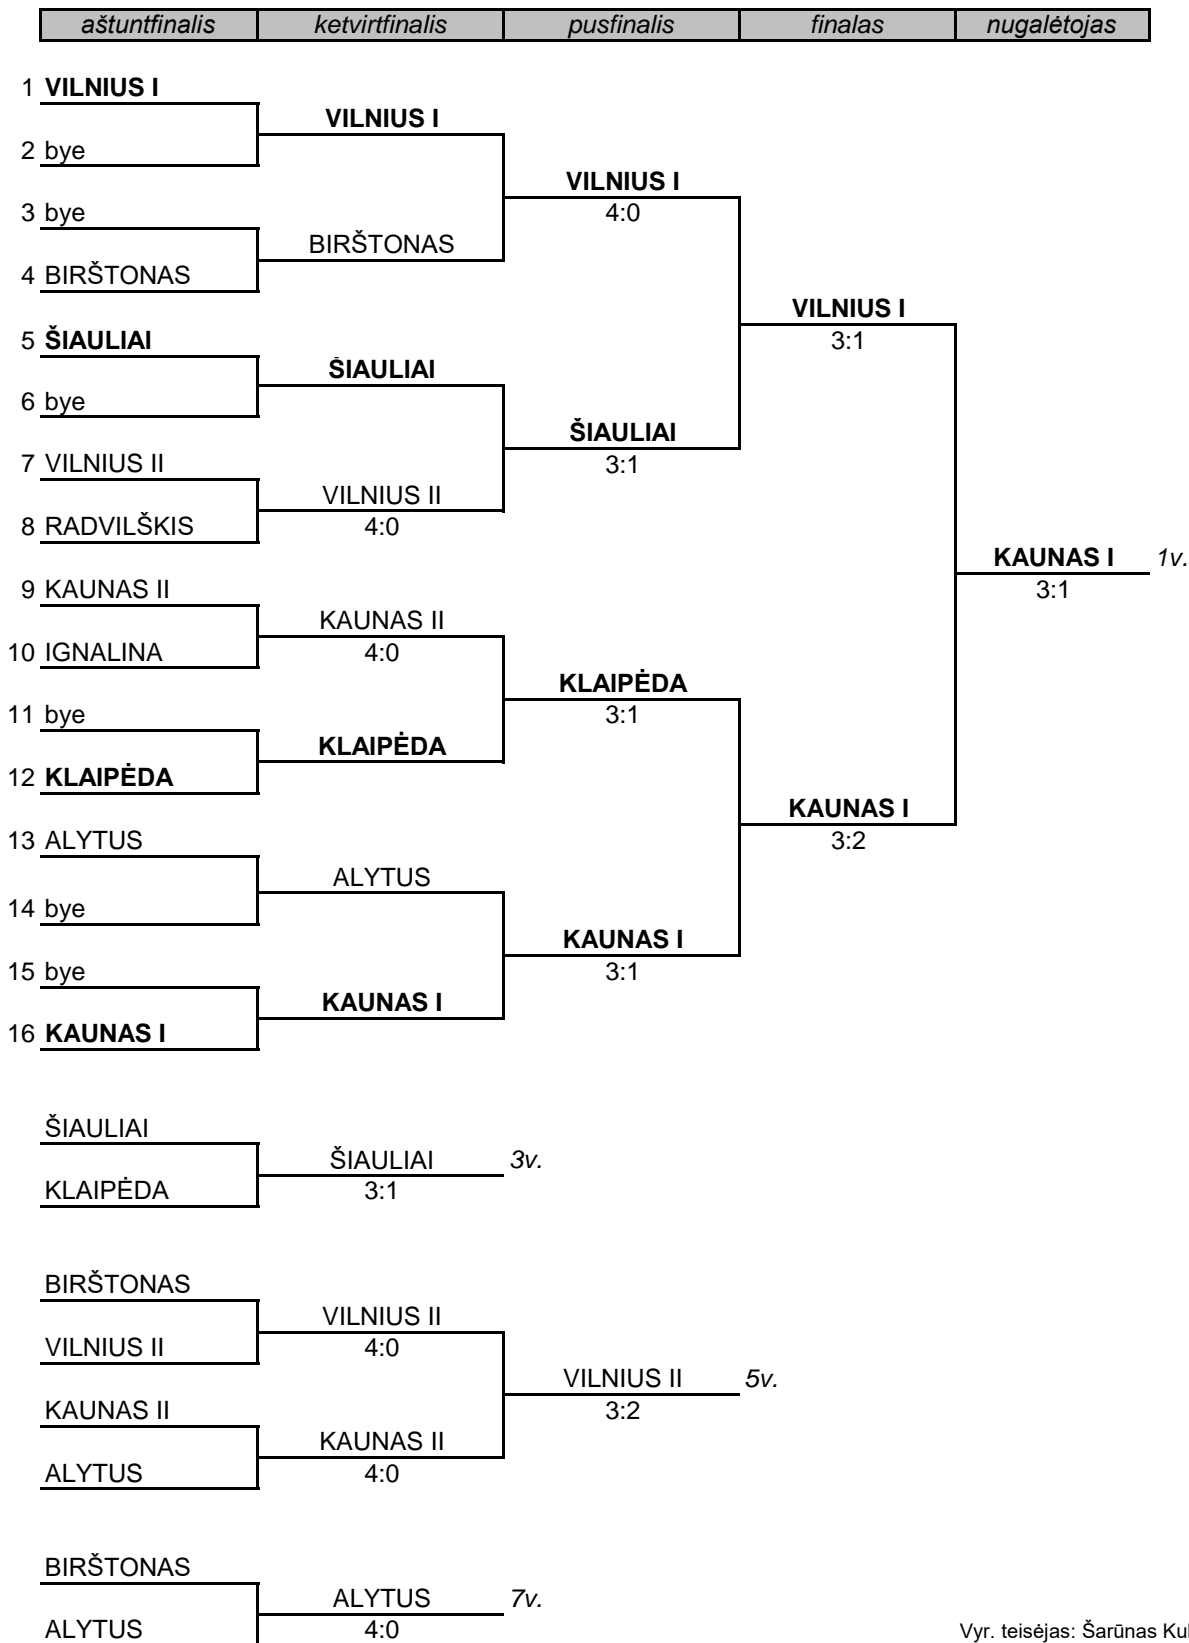 aštuntfinalis ketvirtfinalis pusfinalis finalas nugalėtojas
1 VILNIUS I
VILNIUS I
2 bye
VILNIUS I
3 bye
4:0
BIRŠTONAS
4 BIRŠTONAS
VILNIUS I
5 ŠIAULIAI
3:1
ŠIAULIAI
6 bye
ŠIAULIAI
7 VILNIUS II
3:1
VILNIUS II
8 RADVILŠKIS
4:0
KAUNAS I 1v.
9 KAUNAS II
3:1
KAUNAS II
10 IGNALINA
4:0
KLAIPĖDA
11 bye
3:1
KLAIPĖDA
12 KLAIPĖDA
KAUNAS I
13 ALYTUS
3:2
ALYTUS
14 bye
KAUNAS I
15 bye
3:1
KAUNAS I
16 KAUNAS I
ŠIAULIAI
ŠIAULIAI 3v.
KLAIPĖDA
3:1
BIRŠTONAS
VILNIUS II
VILNIUS II
4:0
VILNIUS II 5v.
KAUNAS II
3:2
KAUNAS II
ALYTUS
4:0
BIRŠTONAS
ALYTUS 7v.
ALYTUS
4:0
Vyr. teisėjas: Šarūnas